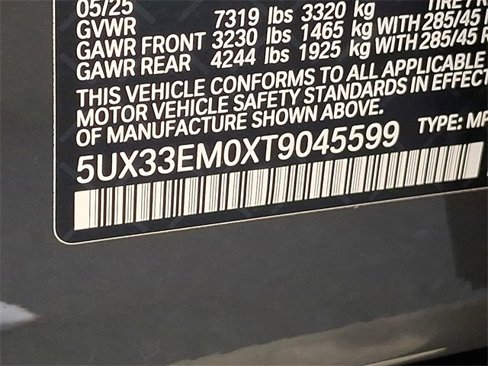 05/25
GVWR 7319 lbs 3320 kg
GAWR FRONT 3230 lbs 1465 kg WITH 285/45
GAWR REAR 4244 lbs 1925 kg WITH 285/45 R
THIS VEHICLE CONFORMS TO ALL APPLICABLE
MOTOR VEHICLE SAFETY STANDARDS IN EFFECT
OF MANUFACTURE SHOWN ABOVE.
5UX33EM0XT9045599 TYPE: MP